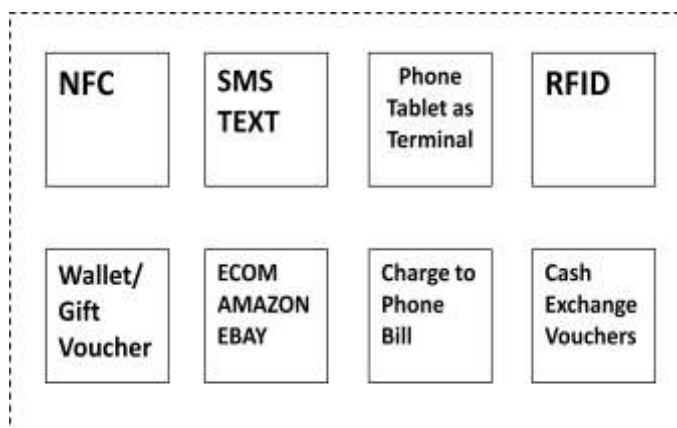 NFC
SMS
TEXT
Phone
Tablet as
Terminal
RFID
Wallet/
Gift
Voucher
ECOM
AMAZON
EBAY
Charge to
Phone
Bill
Cash
Exchange
Vouchers